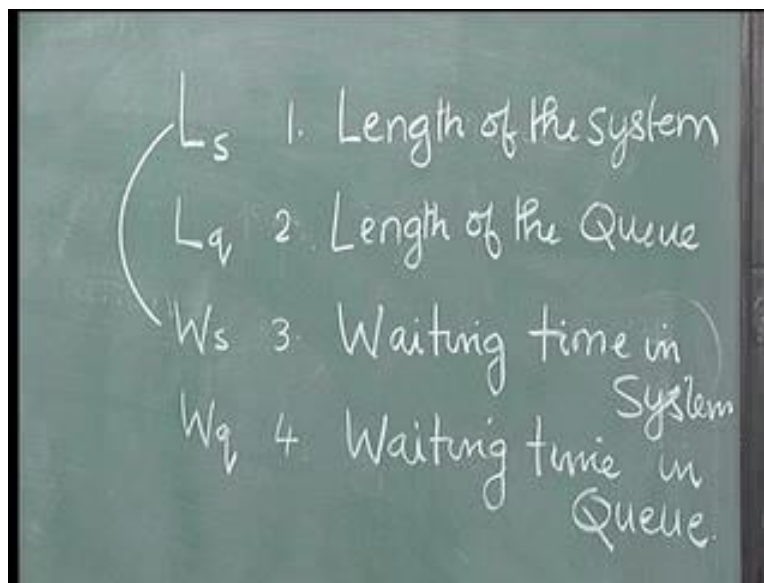 Ls 1. Length of the system
Lq 2. Length of the Queue
Ws 3. Waiting time in
System
Wq 4 Waiting time in
Queue.